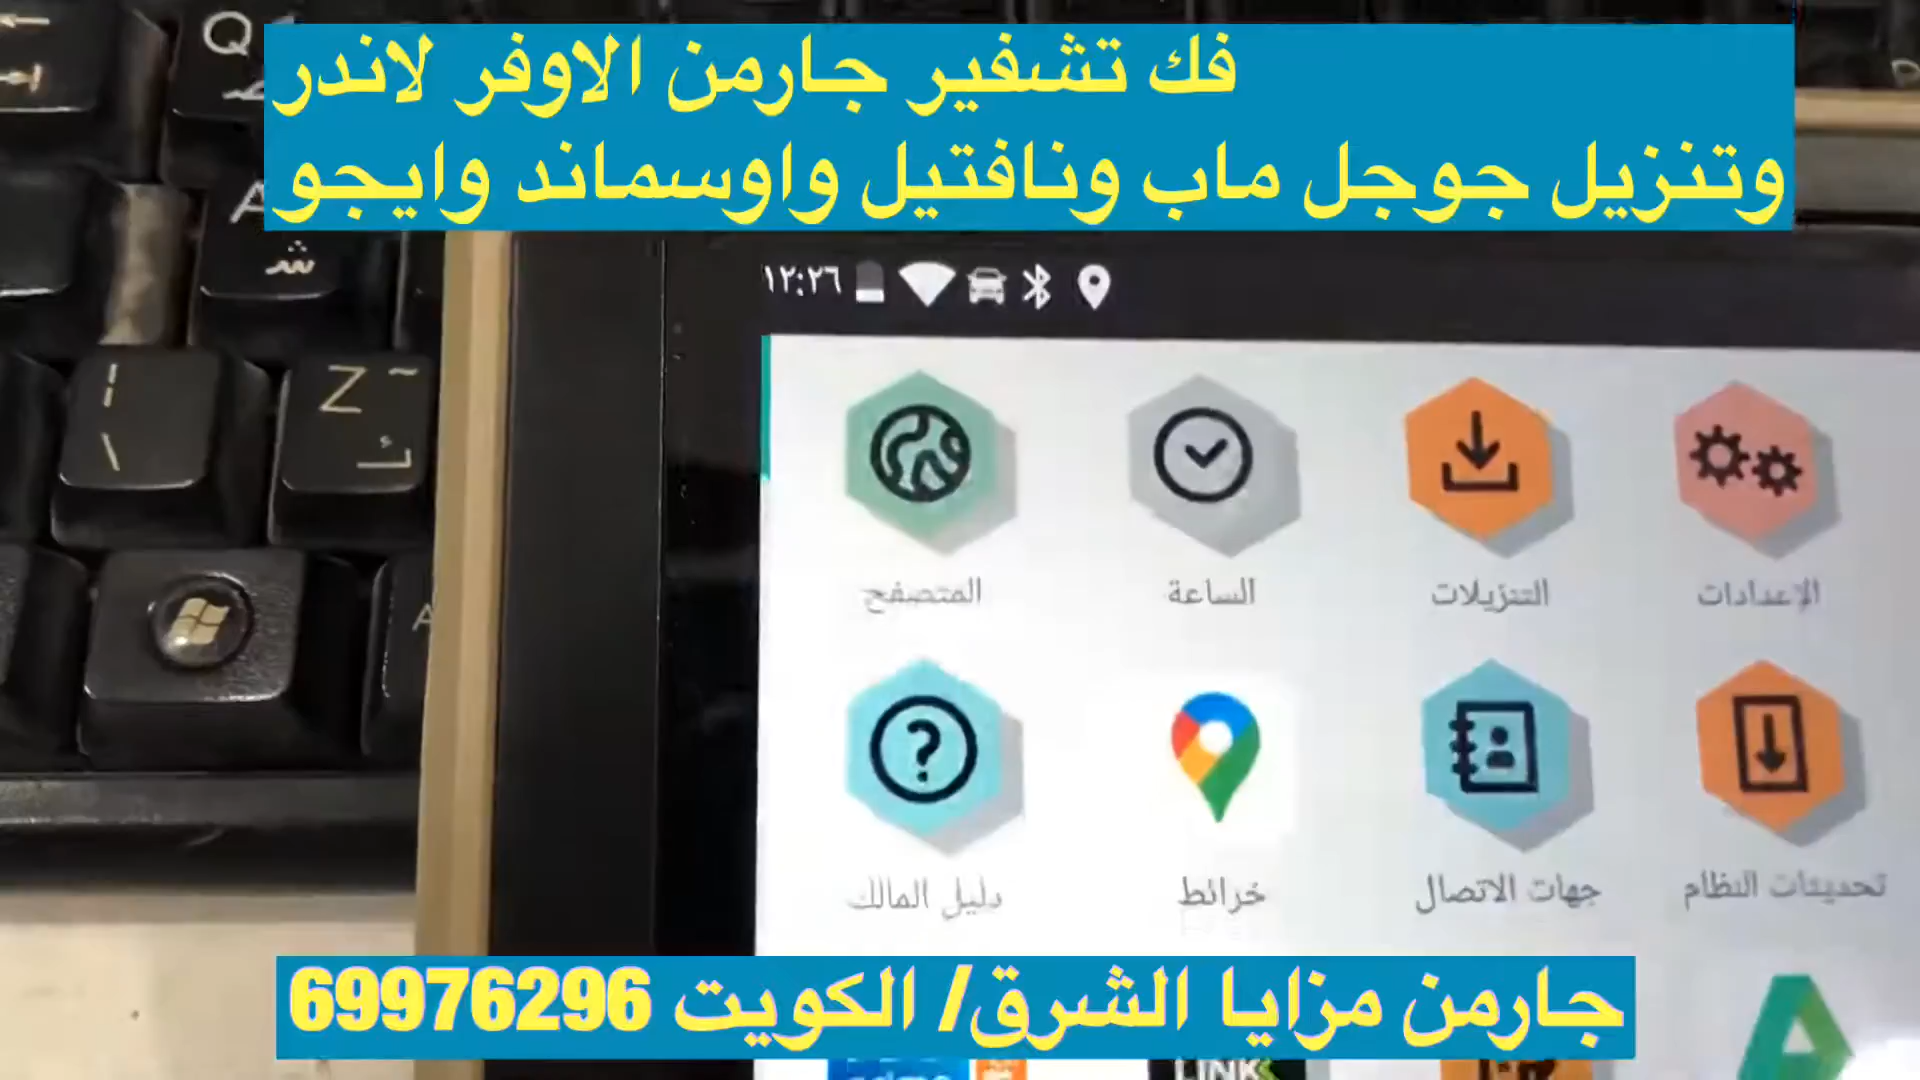 فك تشفير جارمن الاوفر لاندر
وتنزيل جوجل ماب ونافتيل واوسماند وايجو
Q
ض
A
ش
١٢:٢٦
| \
Z ~
ئ
A
المتصفح
الساعة
التنزيلات
الإعدادات
دليل المالك
خرائط
جهات الاتصال
تحديثات النظام
جارمن مزايا الشرق/ الكويت 69976296
LINK